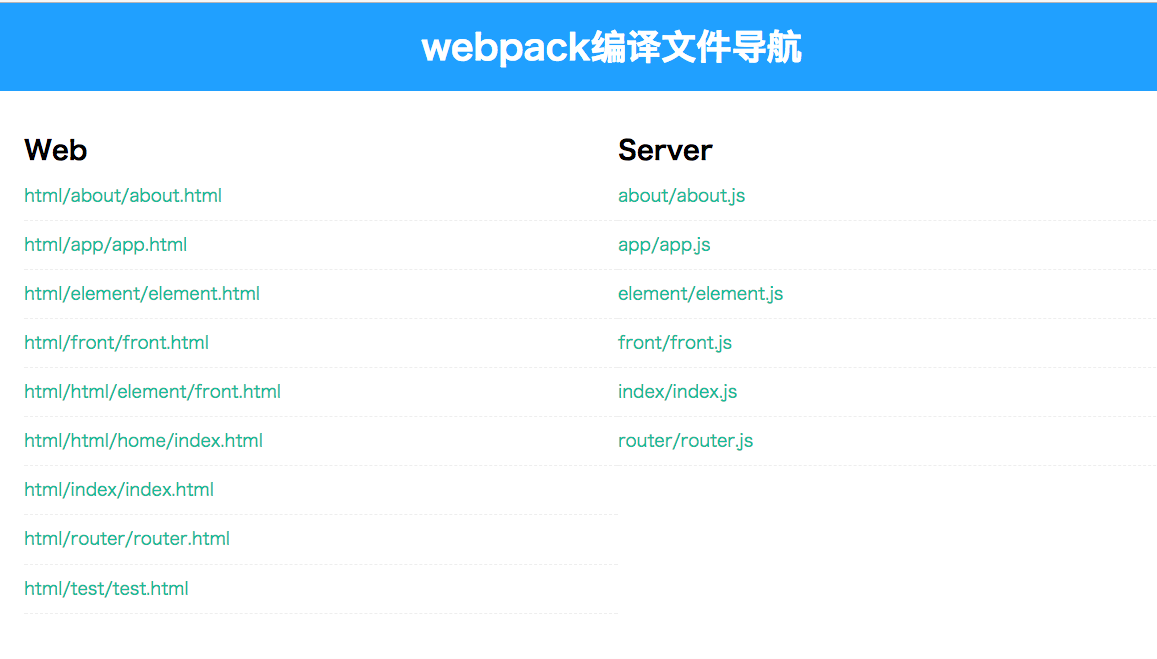 webpack编译文件导航
Web
html/about/about.html
html/app/app.html
html/element/element.html
html/front/front.html
html/html/element/front.html
html/html/home/index.html
html/index/index.html
html/router/router.html
html/test/test.html
Server
about/about.js
app/app.js
element/element.js
front/front.js
index/index.js
router/router.js